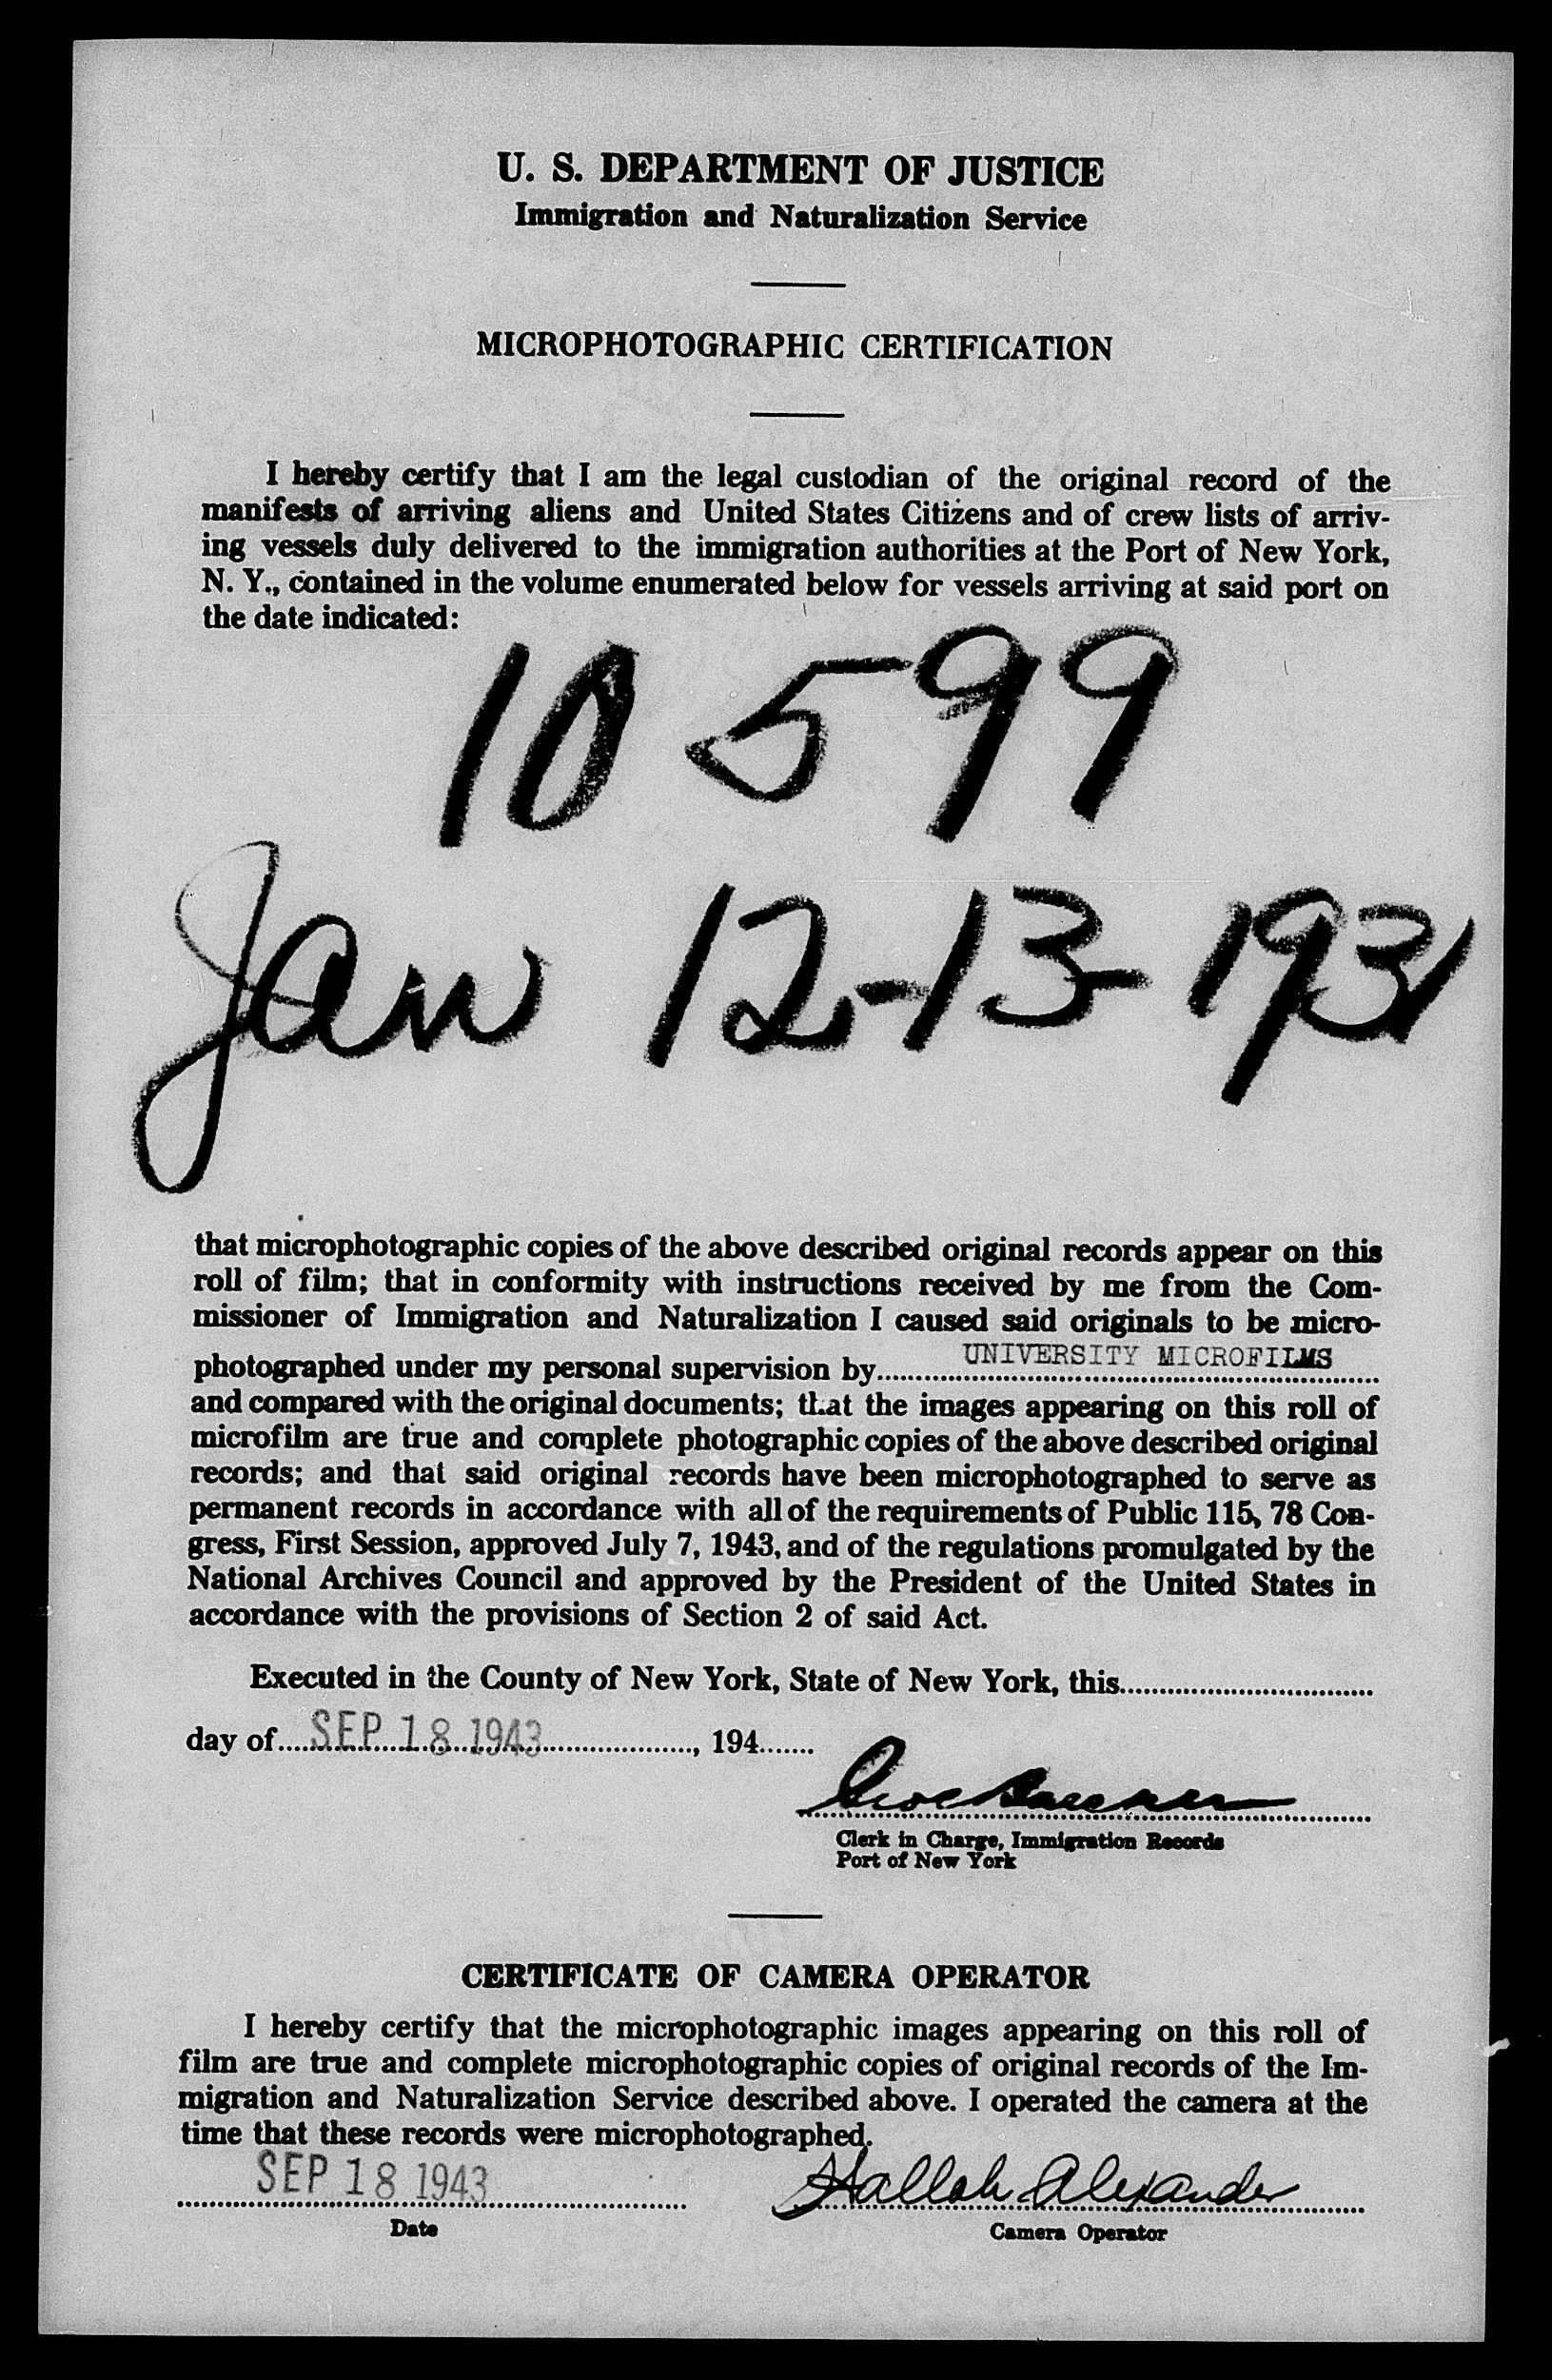 U. S. DEPARTMENT OF JUSTICE
Immigration and Naturalization Service
MICROPHOTOGRAPHIC CERTIFICATION
I hereby certify that I am the legal custodian of the original record of the
manifests of arriving aliens and United States Citizens and of crew lists of arriv-
ing vessels duly delivered to the immigration authorities at the Port of New York,
N. Y., contained in the volume enumerated below for vessels arriving at said port on
the date indicated:
10599
Jan 12-13-1931
that microphotographic copies of the above described original records appear on this
roll of film; that in conformity with instructions received by me from the Com-
missioner of Immigration and Naturalization I caused said originals to be micro-
photographed under my personal supervision by UNIVERSITY MICROFILMS
and compared with the original documents; that the images appearing on this roll of
microfilm are true and complete photographic copies of the above described original
records; and that said original records have been microphotographed to serve as
permanent records in accordance with all of the requirements of Public 115, 78 Con-
gress, First Session, approved July 7, 1943, and of the regulations promulgated by the
National Archives Council and approved by the President of the United States in
accordance with the provisions of Section 2 of said Act.
Executed in the County of New York, State of New York, this
day of SEP 18 1943, 194
Clerk in Charge, Immigration Records
Port of New York
CERTIFICATE OF CAMERA OPERATOR
I hereby certify that the microphotographic images appearing on this roll of
film are true and complete microphotographic copies of original records of the Im-
migration and Naturalization Service described above. I operated the camera at the
time that these records were microphotographed.
SEP 18 1943 Alexander
Date Camera Operator